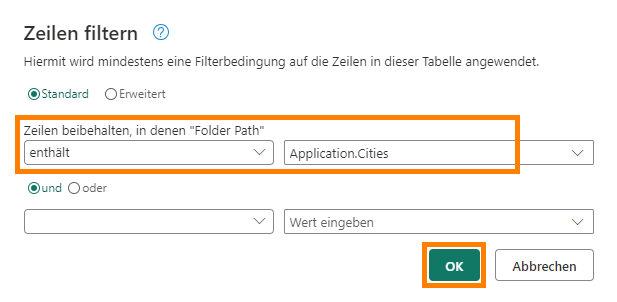 Zeilen filtern ?
Hiermit wird mindestens eine Filterbedingung auf die Zeilen in dieser Tabelle angewendet.
Standard Erweitert
Zeilen beibehalten, in denen "Folder Path"
enthält Application.Cities
und oder
Wert eingeben
OK Abbrechen